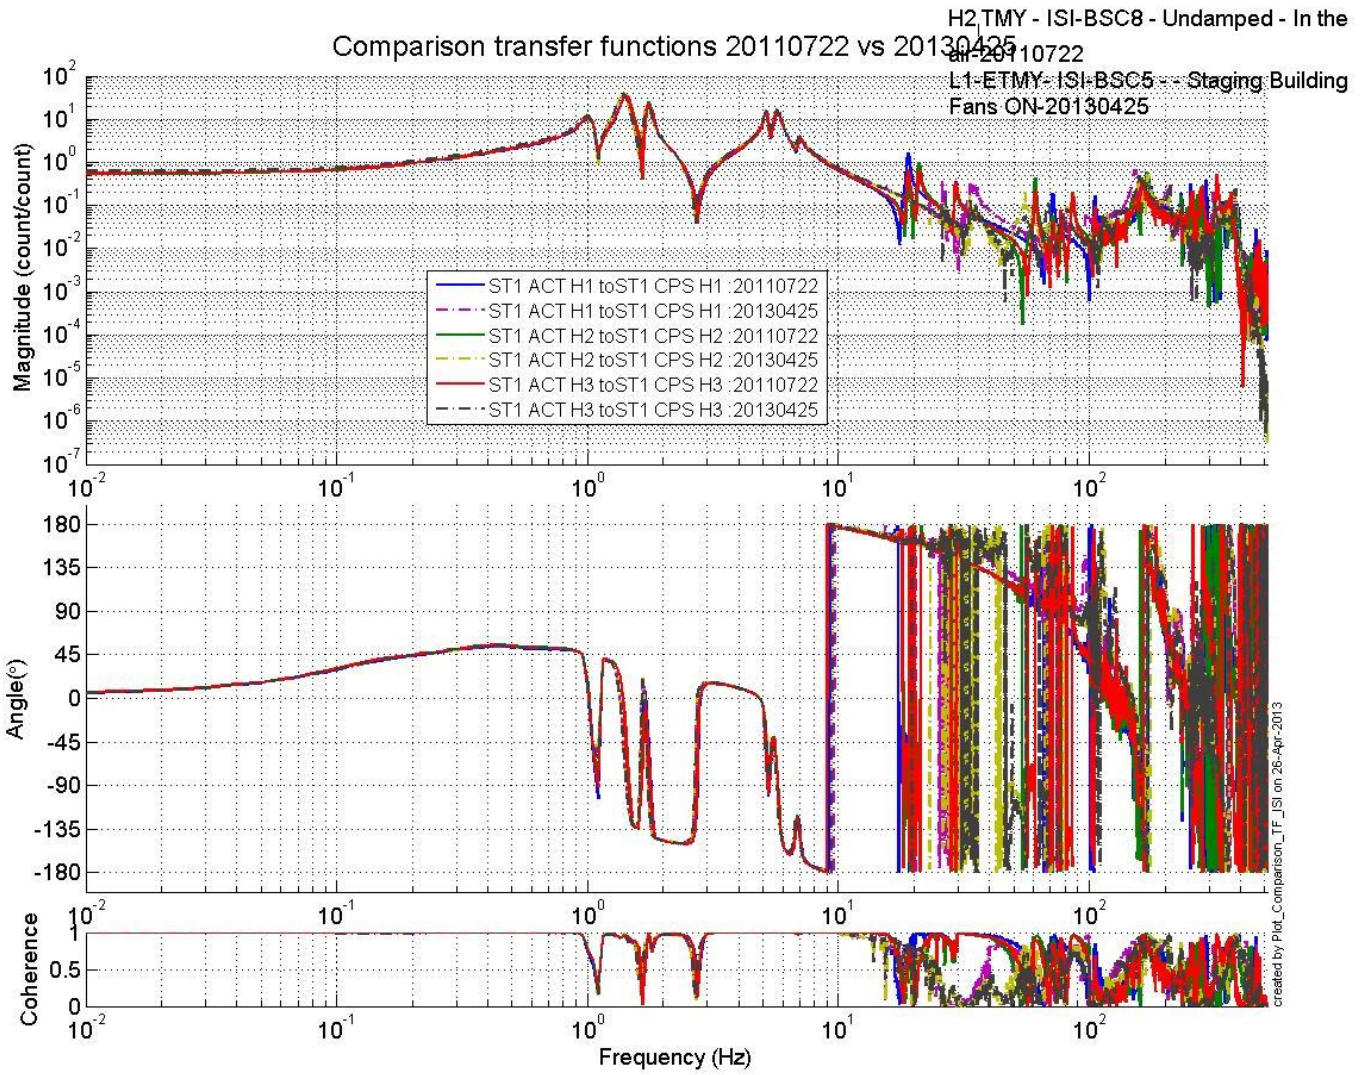 H2 TMY - ISI-BSC8 - Undamped - In the
Comparison transfer functions 20110722 vs 20130425
air-20110722
L1-ETMY- ISI-BSC5 - - Staging Building
Fans ON-20130425
Magnitude (count/count)
10^2
10^1
10^0
10^-1
10^-2
10^-3
10^-4
10^-5
10^-6
10^-7
ST1 ACT H1 toST1 CPS H1 :20110722
ST1 ACT H1 toST1 CPS H1 :20130425
ST1 ACT H2 toST1 CPS H2 :20110722
ST1 ACT H2 toST1 CPS H2 :20130425
ST1 ACT H3 toST1 CPS H3 :20110722
ST1 ACT H3 toST1 CPS H3 :20130425
10^-2 10^-1 10^0 10^1 10^2
Angle(°)
180
135
90
45
0
-45
-90
-135
-180
10^-2 10^-1 10^0 10^1 10^2
Coherence
1
0.5
0
10^-2 10^-1 10^0 10^1 10^2
Frequency (Hz)
created by Plot_Comparison_TF_ISI on 26-Apr-2013